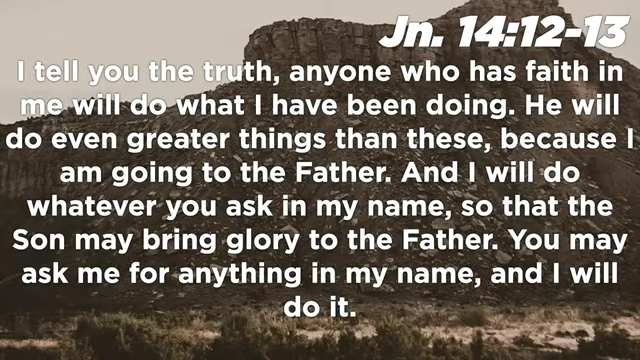 Jn. 14:12-13
I tell you the truth, anyone who has faith in
me will do what I have been doing. He will
do even greater things than these, because I
am going to the Father. And I will do
whatever you ask in my name, so that the
Son may bring glory to the Father. You may
ask me for anything in my name, and I will
do it.